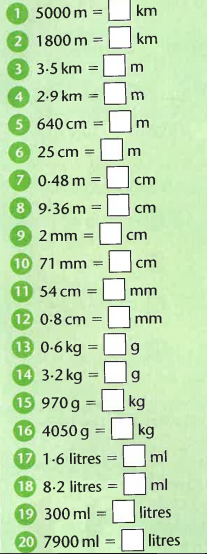 1 5000 m = □ km
2 1800 m = □ km
3 3·5 km = □ m
4 2·9 km = □ m
5 640 cm = □ m
6 25 cm = □ m
7 0·48 m = □ cm
8 9·36 m = □ cm
9 2 mm = □ cm
10 71 mm = □ cm
11 54 cm = □ mm
12 0·8 cm = □ mm
13 0·6 kg = □ g
14 3·2 kg = □ g
15 970 g = □ kg
16 4050 g = □ kg
17 1·6 litres = □ ml
18 8·2 litres = □ ml
19 300 ml = □ litres
20 7900 ml = □ litres